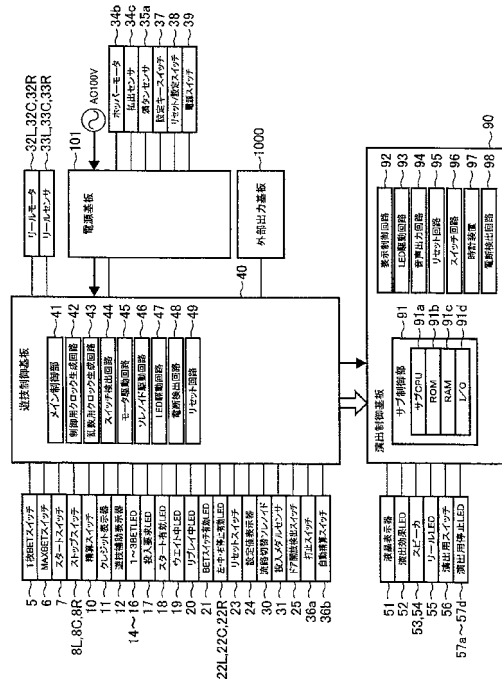 32L,32C,32R
リールモータ
33L,33C,33R
リールセンサ
101
AC100V
電源基板
ホッパーモータ
34b
払出センサ
34c
満タンセンサ
35a
設定キースイッチ
37
リセット/設定スイッチ
38
電源スイッチ
39
外部出力基板
1000
遊技制御基板
40
メイン制御部
41
制御用クロック生成回路
42
乱数用クロック生成回路
43
スイッチ検出回路
44
モータ駆動回路
45
ソレノイド駆動回路
46
LED駆動回路
47
電断検出回路
48
リセット回路
49
5
1枚BETスイッチ
6
MAXBETスイッチ
7
スタートスイッチ
8L,8C,8R
ストップスイッチ
10
精算スイッチ
11
クレジット表示器
12
遊技補助表示器
14〜16
1〜3BETLED
17
投入要求LED
18
スタート有効LED
19
ウエイト中LED
20
リプレイ中LED
21
BETスイッチ有効LED
22L,22C,22R
左・中・右停止有効LED
23
リセットスイッチ
24
設定値表示器
30
流路切替ソレノイド
31
投入メダルセンサ
25
ドア開放検出スイッチ
36a
打止スイッチ
36b
自動精算スイッチ
演出制御基板
90
サブ制御部
91
サブCPU
91a
ROM
91b
RAM
91c
I/O
91d
表示制御回路
92
LED駆動回路
93
音声出力回路
94
リセット回路
95
スイッチ回路
96
時計装置
97
電断検出回路
98
51
液晶表示器
52
演出効果LED
53,54
スピーカ
55
リールLED
56
演出用スイッチ
57a〜57d
演出用停止LED